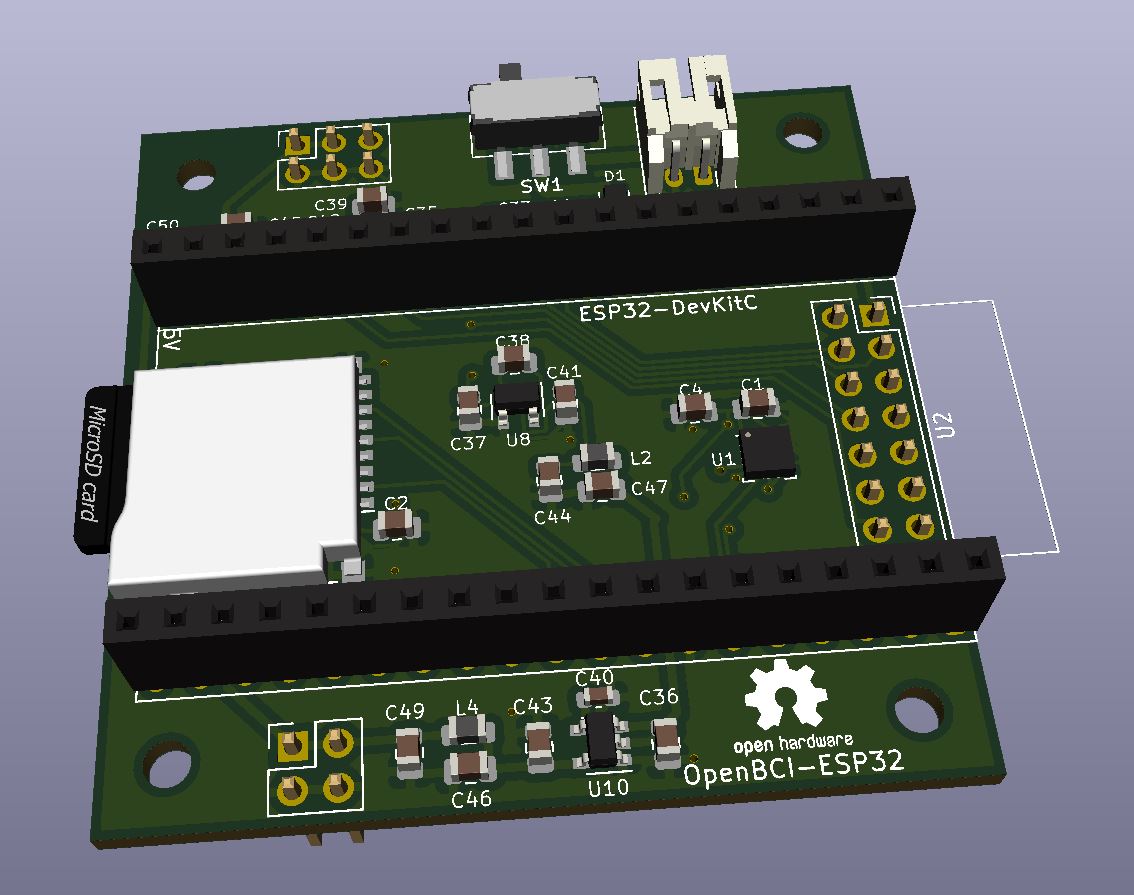 SW1
D1
C39
C50
5V
ESP32-DevKitC
C38
C41
C37
U8
C4
C1
U1
U2
L2
C47
C44
C2
MicroSD card
C40
C49
L4
C43
C36
C46
U10
open hardware
OpenBCI-ESP32